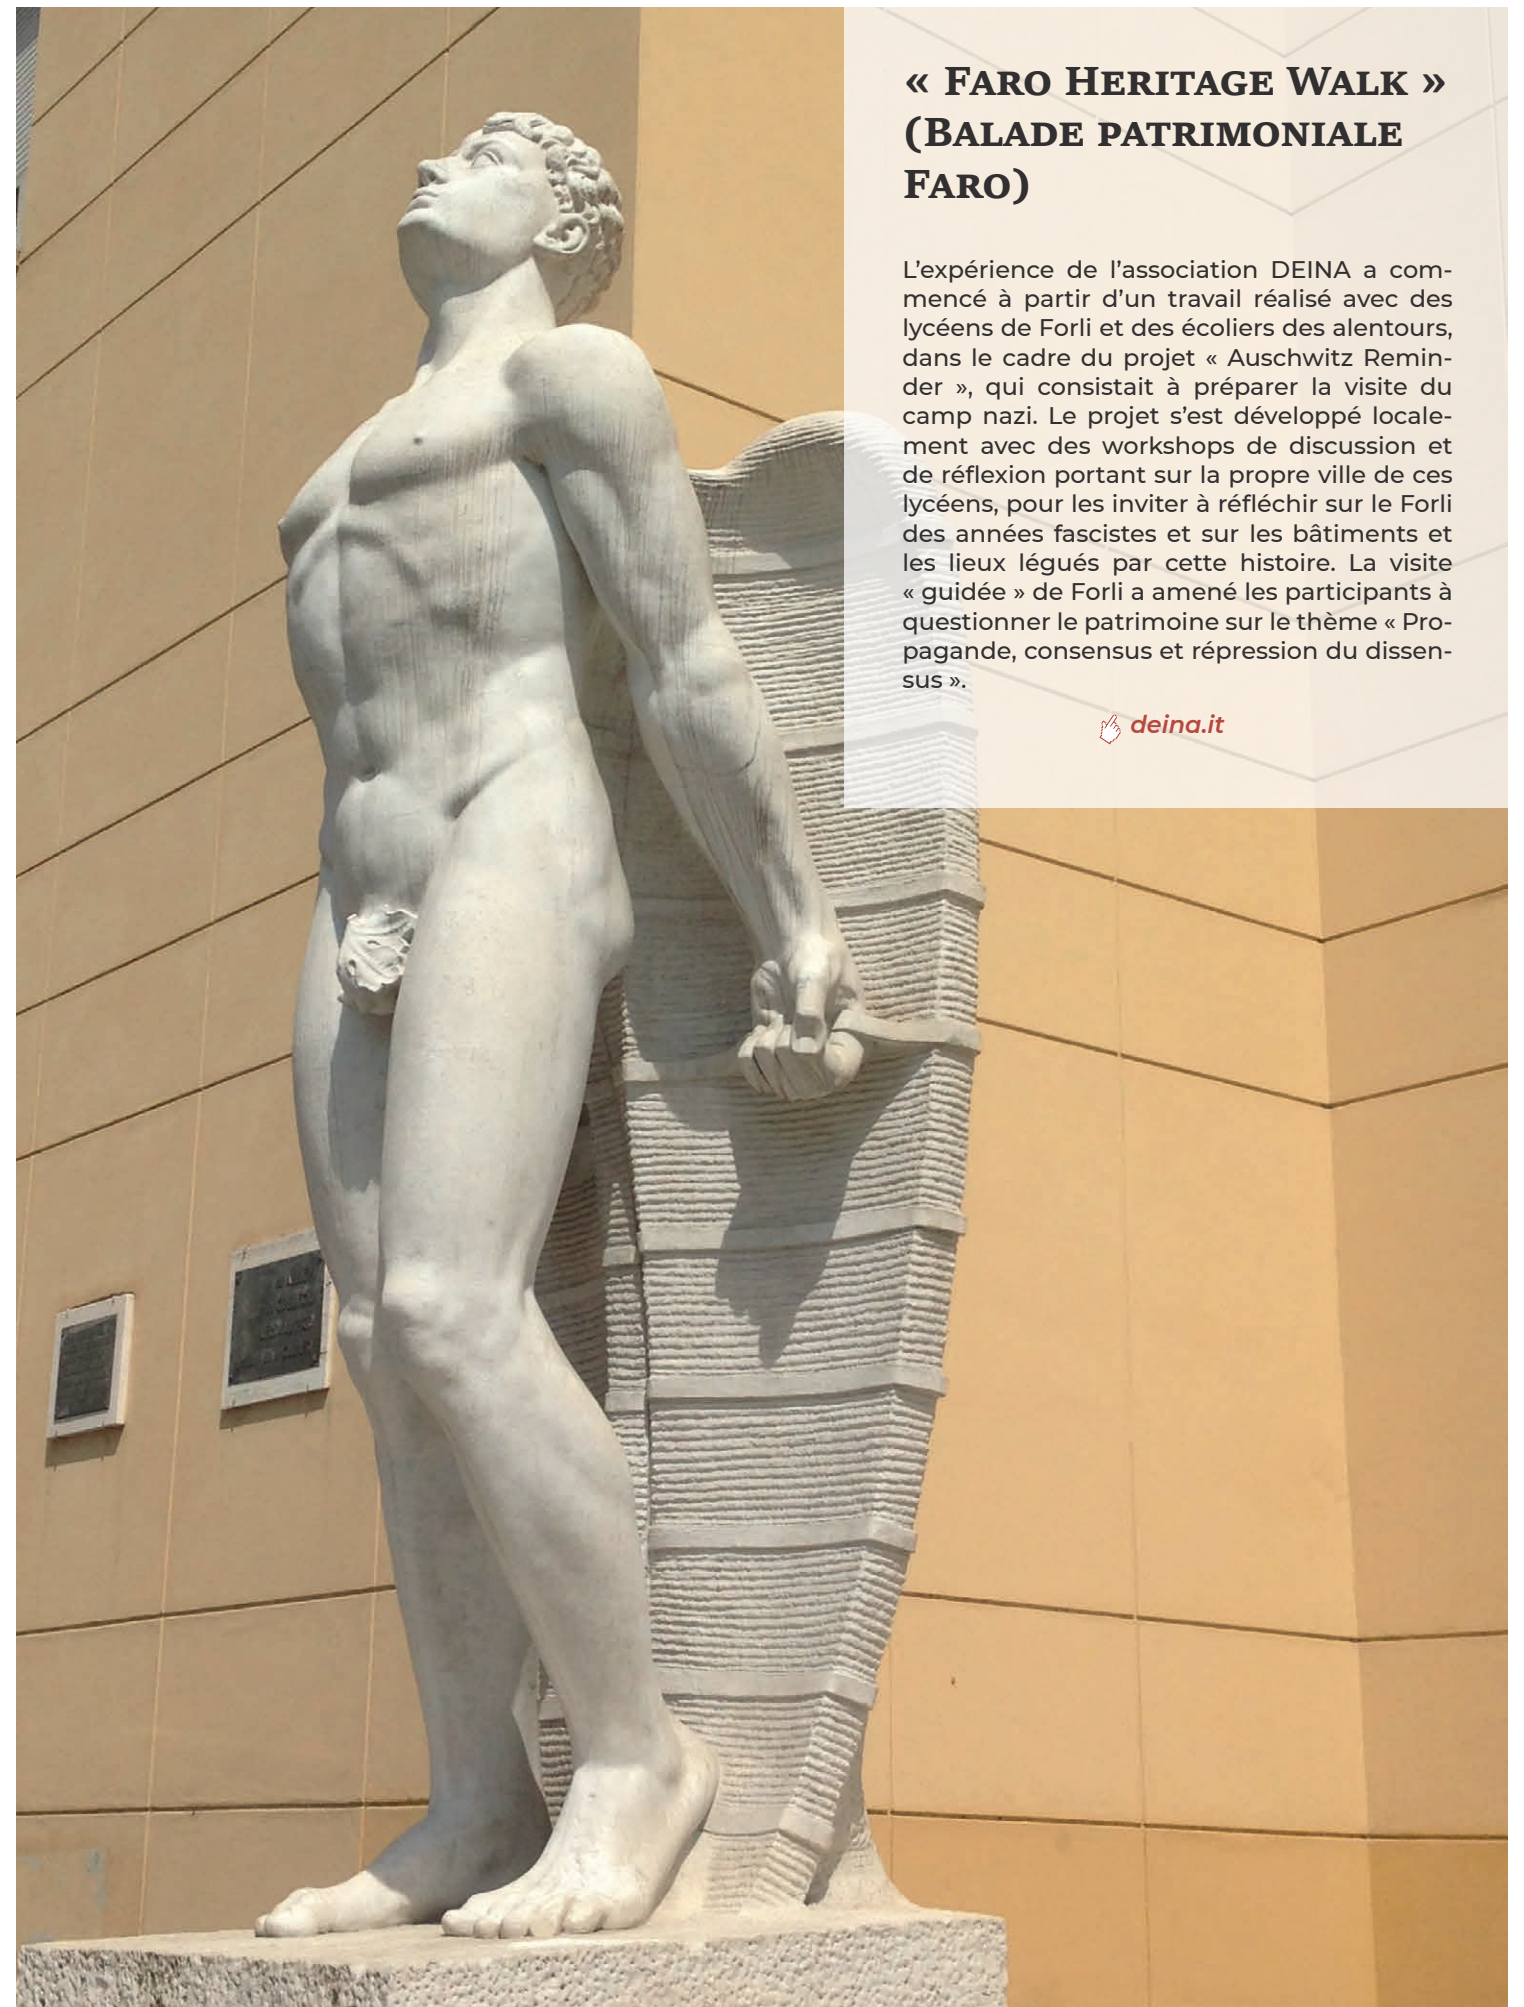 « Faro Heritage Walk »
(Balade patrimoniale
Faro)
L’expérience de l’association DEINA a com-
mencé à partir d’un travail réalisé avec des
lycéens de Forli et des écoliers des alentours,
dans le cadre du projet « Auschwitz Remin-
der », qui consistait à préparer la visite du
camp nazi. Le projet s’est développé locale-
ment avec des workshops de discussion et
de réflexion portant sur la propre ville de ces
lycéens, pour les inviter à réfléchir sur le Forli
des années fascistes et sur les bâtiments et
les lieux légués par cette histoire. La visite
« guidée » de Forli a amené les participants à
questionner le patrimoine sur le thème « Pro-
pagande, consensus et répression du dissen-
sus ».
deina.it